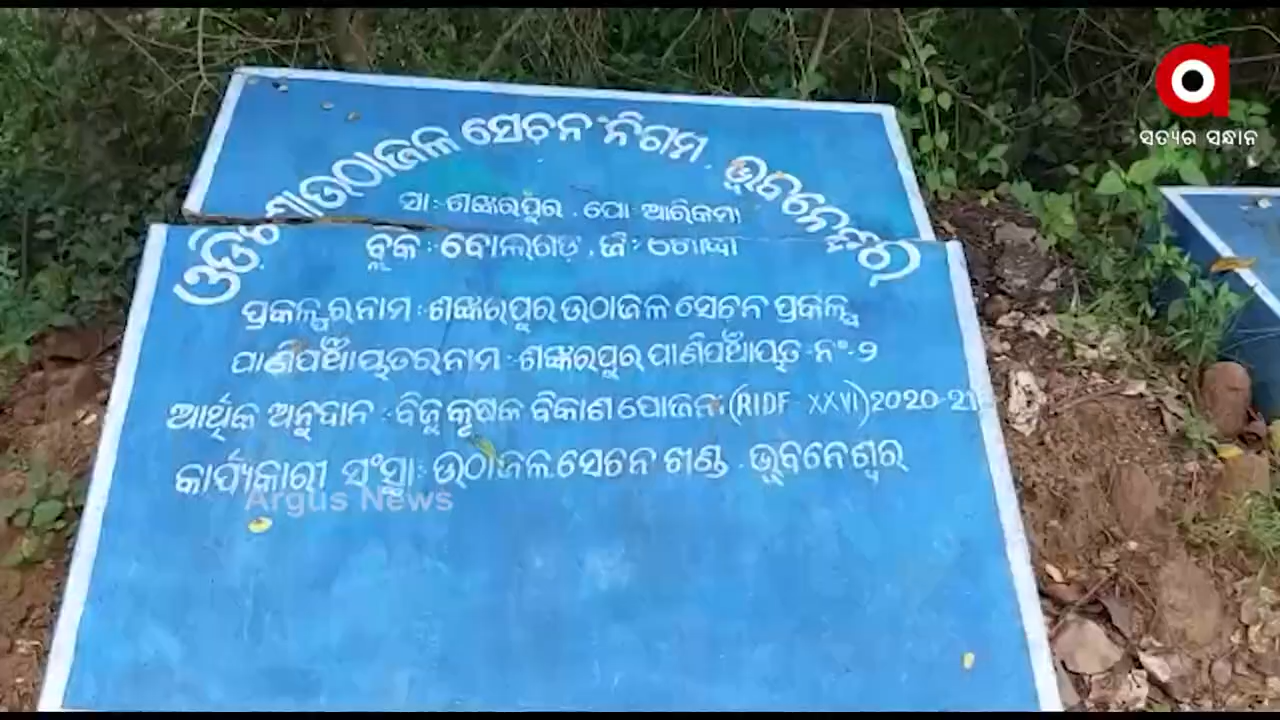 ଓଡ଼ିଶା ଉଠାଜଳ ସେଚନ ନିଗମ, ଭୁବନେଶ୍ୱର
ସା: ଶଙ୍କରପୁର . ପୋ: ଆରିକମା
ବ୍ଲକ : ବୋଲଗଡ଼ . ଜି: ଖୋର୍ଦ୍ଧା
ପ୍ରକଳ୍ପର ନାମ : ଶଙ୍କରପୁର ଉଠାଜଳ ସେଚନ ପ୍ରକଳ୍ପ
ପାଣିପଞ୍ଚାୟତର ନାମ : ଶଙ୍କରପୁର ପାଣିପଞ୍ଚାୟତ ନଂ-୨
ଆର୍ଥିକ ଅନୁଦାନ : ବିଜୁ କୃଷକ ବିକାଶ ଯୋଜନା (RIDF-XXVI) 2020-21
କାର୍ଯ୍ୟକାରୀ ସଂସ୍ଥା: ଉଠାଜଳ ସେଚନ ଖଣ୍ଡ . ଭୁବନେଶ୍ୱର
Argus News
ସତ୍ୟର ସନ୍ଧାନ